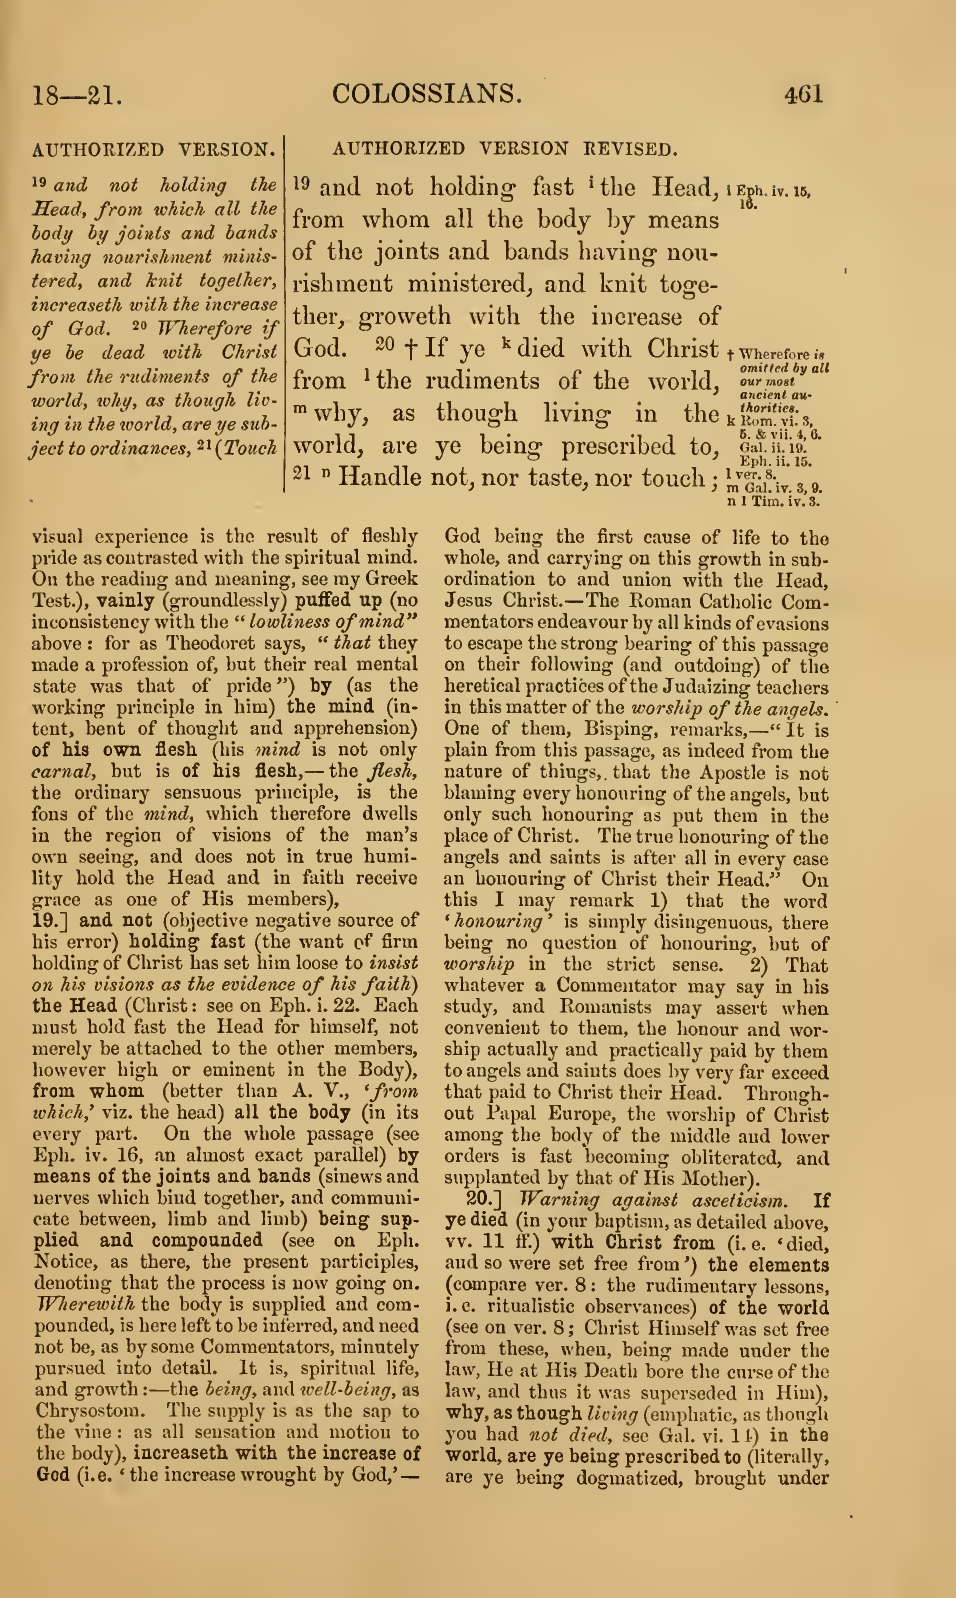 18—21.
COLOSSIANS.
461
AUTHORIZED VERSION.
19 and not holding the
Head, from which all the
body by joints and bands
having nourishment minis-
tered, and knit together,
increaseth with the increase
of God. 20 Wherefore if
ye be dead with Christ
from the rudiments of the
world, why, as though liv-
ing in the world, are ye sub-
ject to ordinances, 21 (Touch
AUTHORIZED VERSION REVISED.
19 and not holding fast i the Head,
from whom all the body by means
of the joints and bands having nou-
rishment ministered, and knit toge-
ther, groweth with the increase of
God. 20 † If ye k died with Christ
from l the rudiments of the world,
m why, as though living in the
world, are ye being prescribed to,
21 n Handle not, nor taste, nor touch ;
i Eph. iv. 15,
16.
† Wherefore is
omitted by all
our most
ancient au-
thorities.
k Rom. vi. 3,
5. & vii. 4, 6.
Gal. ii. 19.
Eph. ii. 15.
l ver. 8.
m Gal. iv. 3, 9.
n 1 Tim. iv. 3.
visual experience is the result of fleshly
pride as contrasted with the spiritual mind.
On the reading and meaning, see my Greek
Test.), vainly (groundlessly) puffed up (no
inconsistency with the “ lowliness of mind”
above : for as Theodoret says, “ that they
made a profession of, but their real mental
state was that of pride ”) by (as the
working principle in him) the mind (in-
tent, bent of thought and apprehension)
of his own flesh (his mind is not only
carnal, but is of his flesh,— the flesh,
the ordinary sensuous principle, is the
fons of the mind, which therefore dwells
in the region of visions of the man's
own seeing, and does not in true humi-
lity hold the Head and in faith receive
grace as one of His members),
19.] and not (objective negative source of
his error) holding fast (the want of firm
holding of Christ has set him loose to insist
on his visions as the evidence of his faith)
the Head (Christ: see on Eph. i. 22. Each
must hold fast the Head for himself, not
merely be attached to the other members,
however high or eminent in the Body),
from whom (better than A. V., ‘from
which,’ viz. the head) all the body (in its
every part. On the whole passage (see
Eph. iv. 16, an almost exact parallel) by
means of the joints and bands (sinews and
nerves which bind together, and communi-
cate between, limb and limb) being sup-
plied and compounded (see on Eph.
Notice, as there, the present participles,
denoting that the process is now going on.
Wherewith the body is supplied and com-
pounded, is here left to be inferred, and need
not be, as by some Commentators, minutely
pursued into detail. It is, spiritual life,
and growth :—the being, and well-being, as
Chrysostom. The supply is as the sap to
the vine : as all sensation and motion to
the body), increaseth with the increase of
God (i. e. ‘ the increase wrought by God,’—
God being the first cause of life to the
whole, and carrying on this growth in sub-
ordination to and union with the Head,
Jesus Christ.—The Roman Catholic Com-
mentators endeavour by all kinds of evasions
to escape the strong bearing of this passage
on their following (and outdoing) of the
heretical practices of the Judaizing teachers
in this matter of the worship of the angels.
One of them, Bisping, remarks,—“ It is
plain from this passage, as indeed from the
nature of things, that the Apostle is not
blaming every honouring of the angels, but
only such honouring as put them in the
place of Christ. The true honouring of the
angels and saints is after all in every case
an honouring of Christ their Head.” On
this I may remark 1) that the word
‘honouring’ is simply disingenuous, there
being no question of honouring, but of
worship in the strict sense. 2) That
whatever a Commentator may say in his
study, and Romanists may assert when
convenient to them, the honour and wor-
ship actually and practically paid by them
to angels and saints does by very far exceed
that paid to Christ their Head. Through-
out Papal Europe, the worship of Christ
among the body of the middle and lower
orders is fast becoming obliterated, and
supplanted by that of His Mother).
20.] Warning against asceticism. If
ye died (in your baptism, as detailed above,
vv. 11 ff.) with Christ from (i. e. ‘ died,
and so were set free from ’) the elements
(compare ver. 8 : the rudimentary lessons,
i. e. ritualistic observances) of the world
(see on ver. 8 ; Christ Himself was set free
from these, when, being made under the
law, He at His Death bore the curse of the
law, and thus it was superseded in Him),
why, as though living (emphatic, as though
you had not died, see Gal. vi. 14) in the
world, are ye being prescribed to (literally,
are ye being dogmatized, brought under